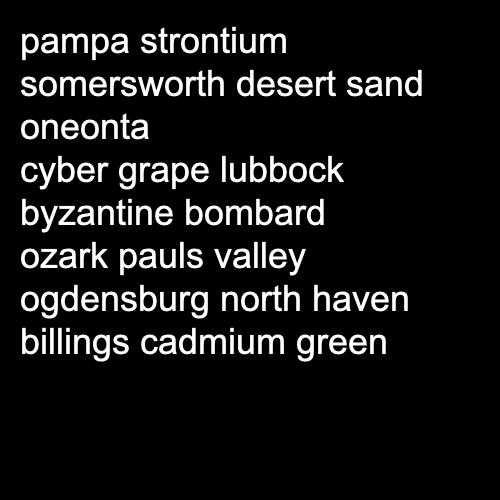 pampa strontium
somersworth desert sand
oneonta
cyber grape lubbock
byzantine bombard
ozark pauls valley
ogdensburg north haven
billings cadmium green